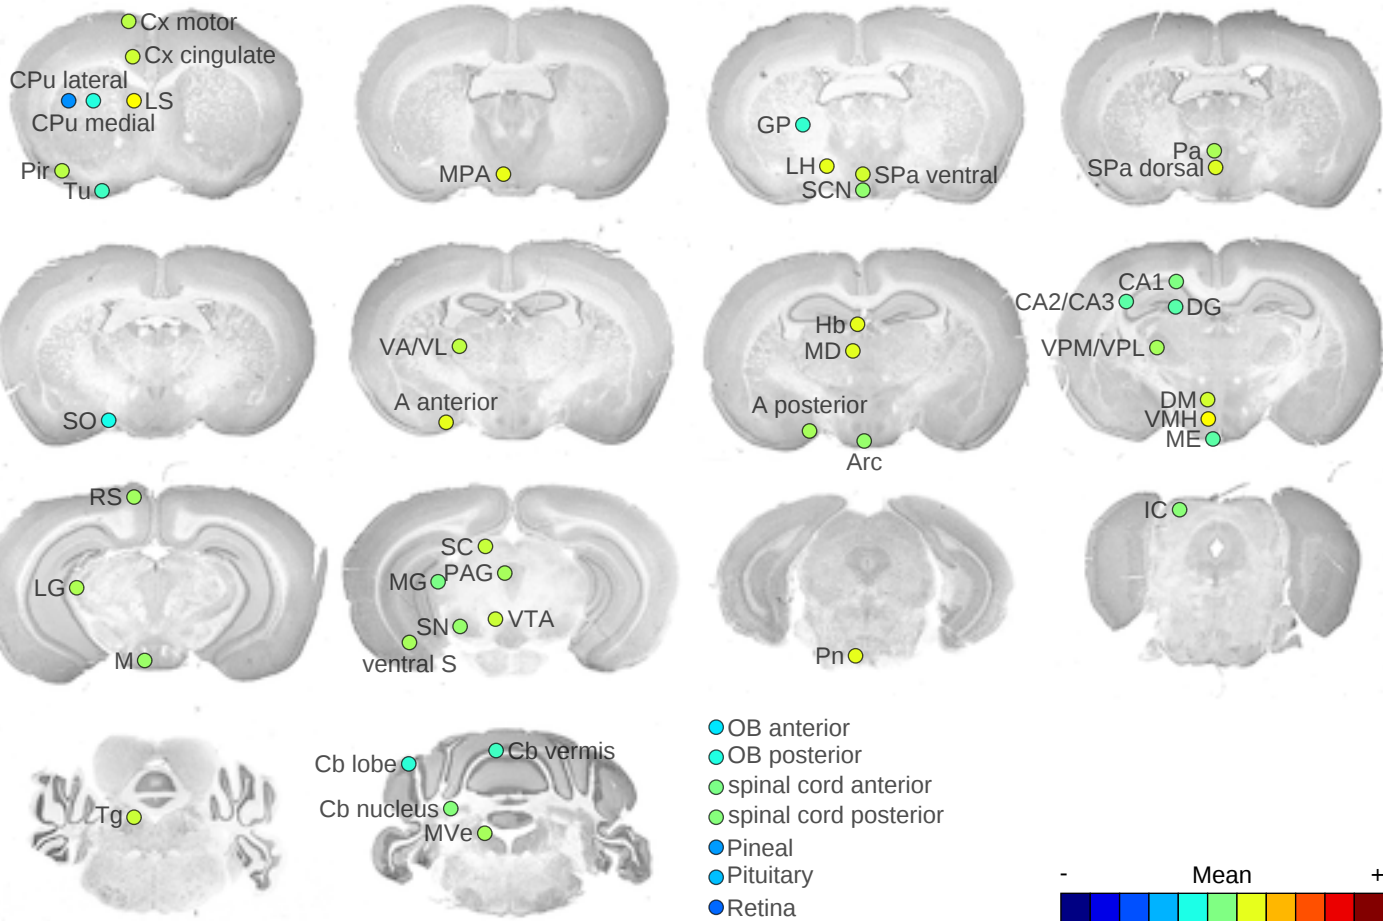 Cx motor
Cx cingulate
CPu lateral
LS
CPu medial
Pir
Tu
MPA
GP
LH
SPa ventral
SCN
Pa
SPa dorsal
SO
VA/VL
A anterior
Hb
MD
A posterior
Arc
CA1
CA2/CA3
DG
VPM/VPL
DM
VMH
ME
RS
LG
M
SC
PAG
MG
VTA
SN
ventral S
Pn
IC
Tg
Cb vermis
Cb lobe
Cb nucleus
MVe
OB anterior
OB posterior
spinal cord anterior
spinal cord posterior
Pineal
Pituitary
Retina
- Mean +